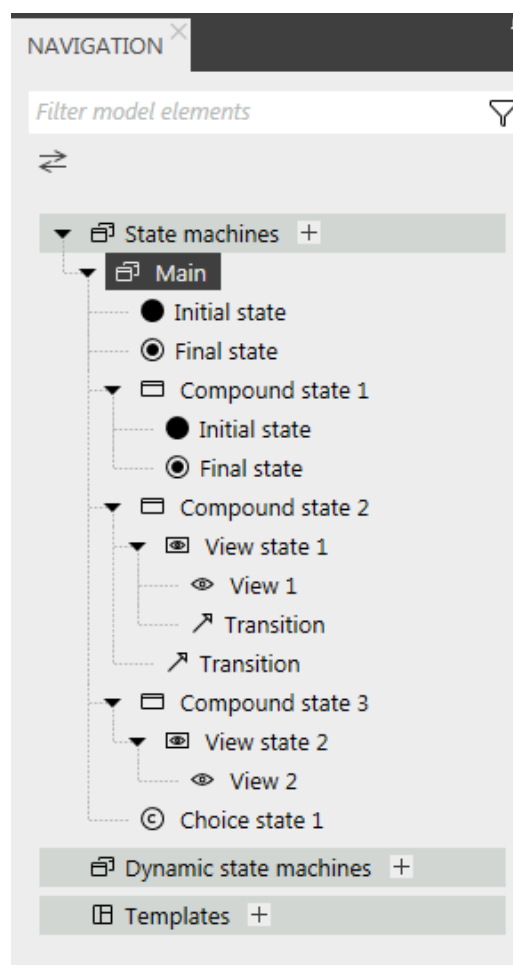 NAVIGATION
Filter model elements
State machines
Main
Initial state
Final state
Compound state 1
Initial state
Final state
Compound state 2
View state 1
View 1
Transition
Transition
Compound state 3
View state 2
View 2
Choice state 1
Dynamic state machines
Templates